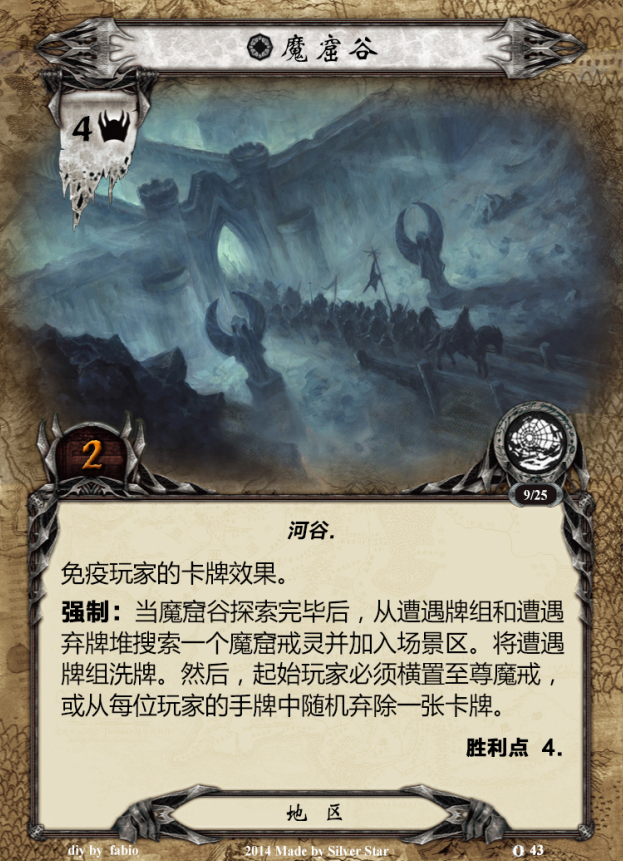 魔窟谷
4
2
9/25
河谷.
免疫玩家的卡牌效果。
强制：当魔窟谷探索完毕后，从遭遇牌组和遭遇
弃牌堆搜索一个魔窟戒灵并加入场景区。将遭遇
牌组洗牌。然后，起始玩家必须横置至尊魔戒，
或从每位玩家的手牌中随机弃除一张卡牌。
胜利点 4.
地区
diy by fabio 2014 Made by Silver Star 43